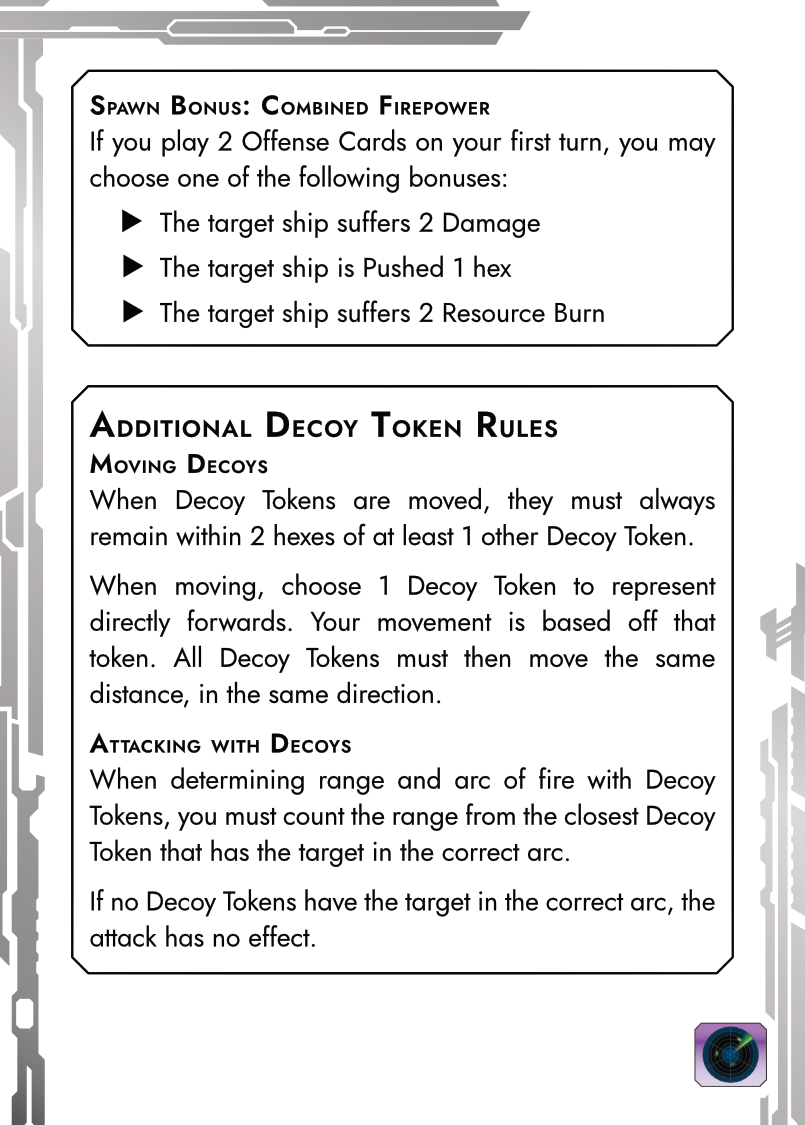 Spawn Bonus: Combined Firepower
If you play 2 Offense Cards on your first turn, you may
choose one of the following bonuses:
▶ The target ship suffers 2 Damage
▶ The target ship is Pushed 1 hex
▶ The target ship suffers 2 Resource Burn
Additional Decoy Token Rules
Moving Decoys
When Decoy Tokens are moved, they must always
remain within 2 hexes of at least 1 other Decoy Token.
When moving, choose 1 Decoy Token to represent
directly forwards. Your movement is based off that
token. All Decoy Tokens must then move the same
distance, in the same direction.
Attacking with Decoys
When determining range and arc of fire with Decoy
Tokens, you must count the range from the closest Decoy
Token that has the target in the correct arc.
If no Decoy Tokens have the target in the correct arc, the
attack has no effect.